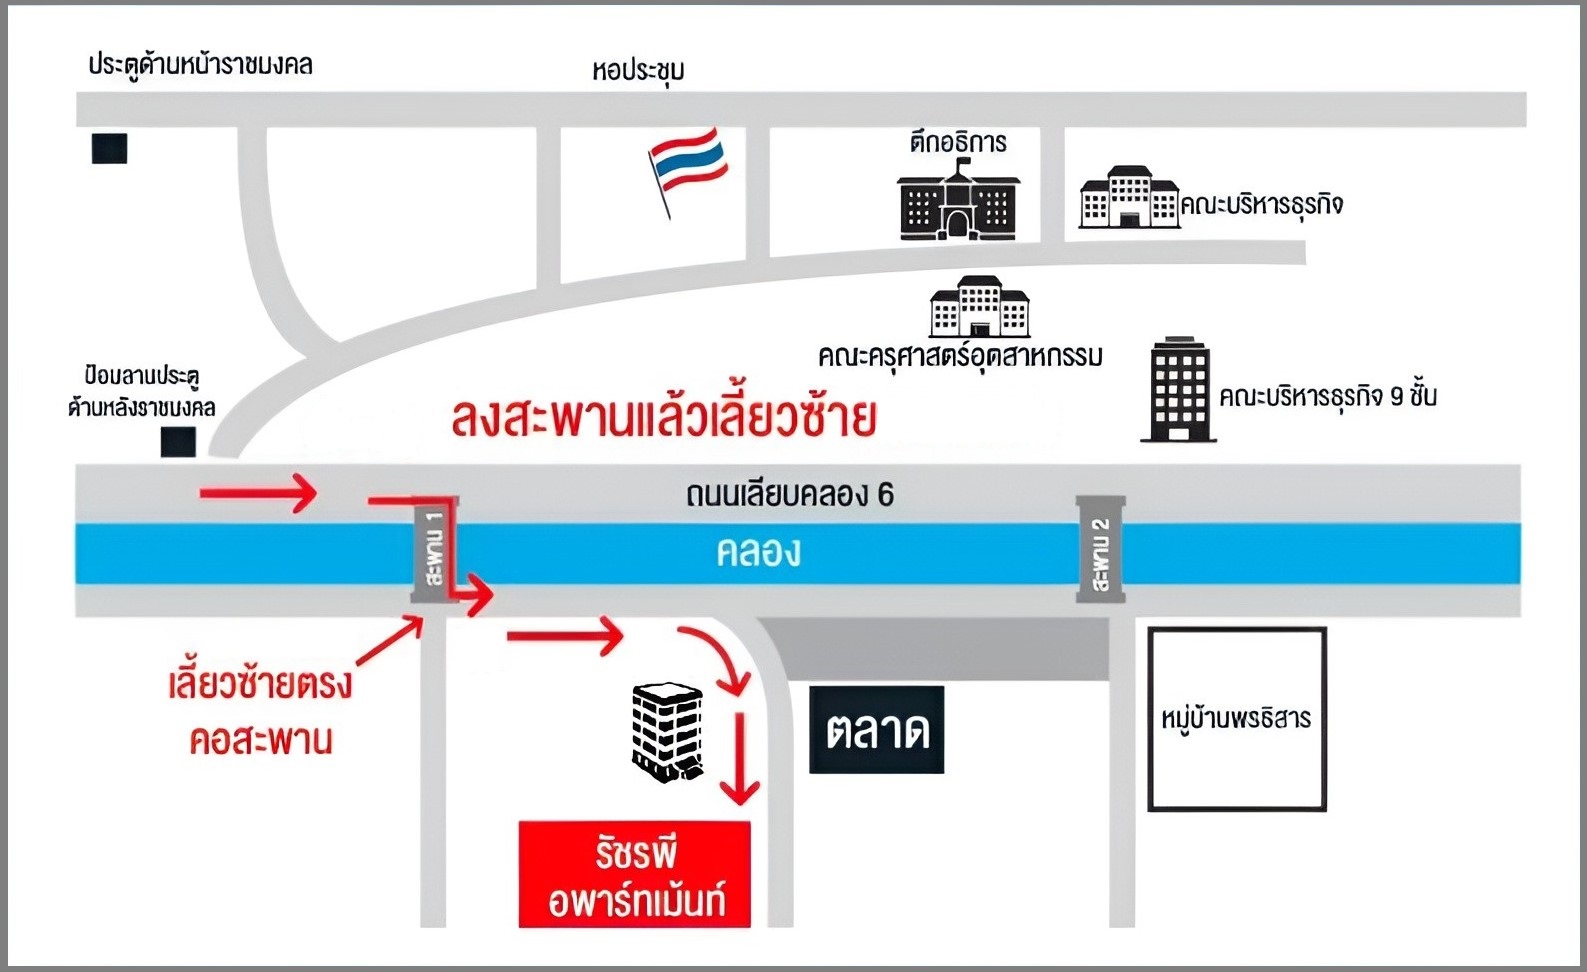 ประตูด้านหน้าราชมงคล
หอประชุม
ตึกอธิการ
คณะบริหารธุรกิจ
คณะครุศาสตร์อุตสาหกรรม
ป้อมลานประตู
ด้านหลังราชมงคล
คณะบริหารธุรกิจ 9 ชั้น
ลงสะพานแล้วเลี้ยวซ้าย
ถนนเลียบคลอง 6
สะพาน 1
คลอง
สะพาน 2
เลี้ยวซ้ายตรง
คอสะพาน
ตลาด
หมู่บ้านพรธิสาร
รัชรพี
อพาร์ทเม้นท์